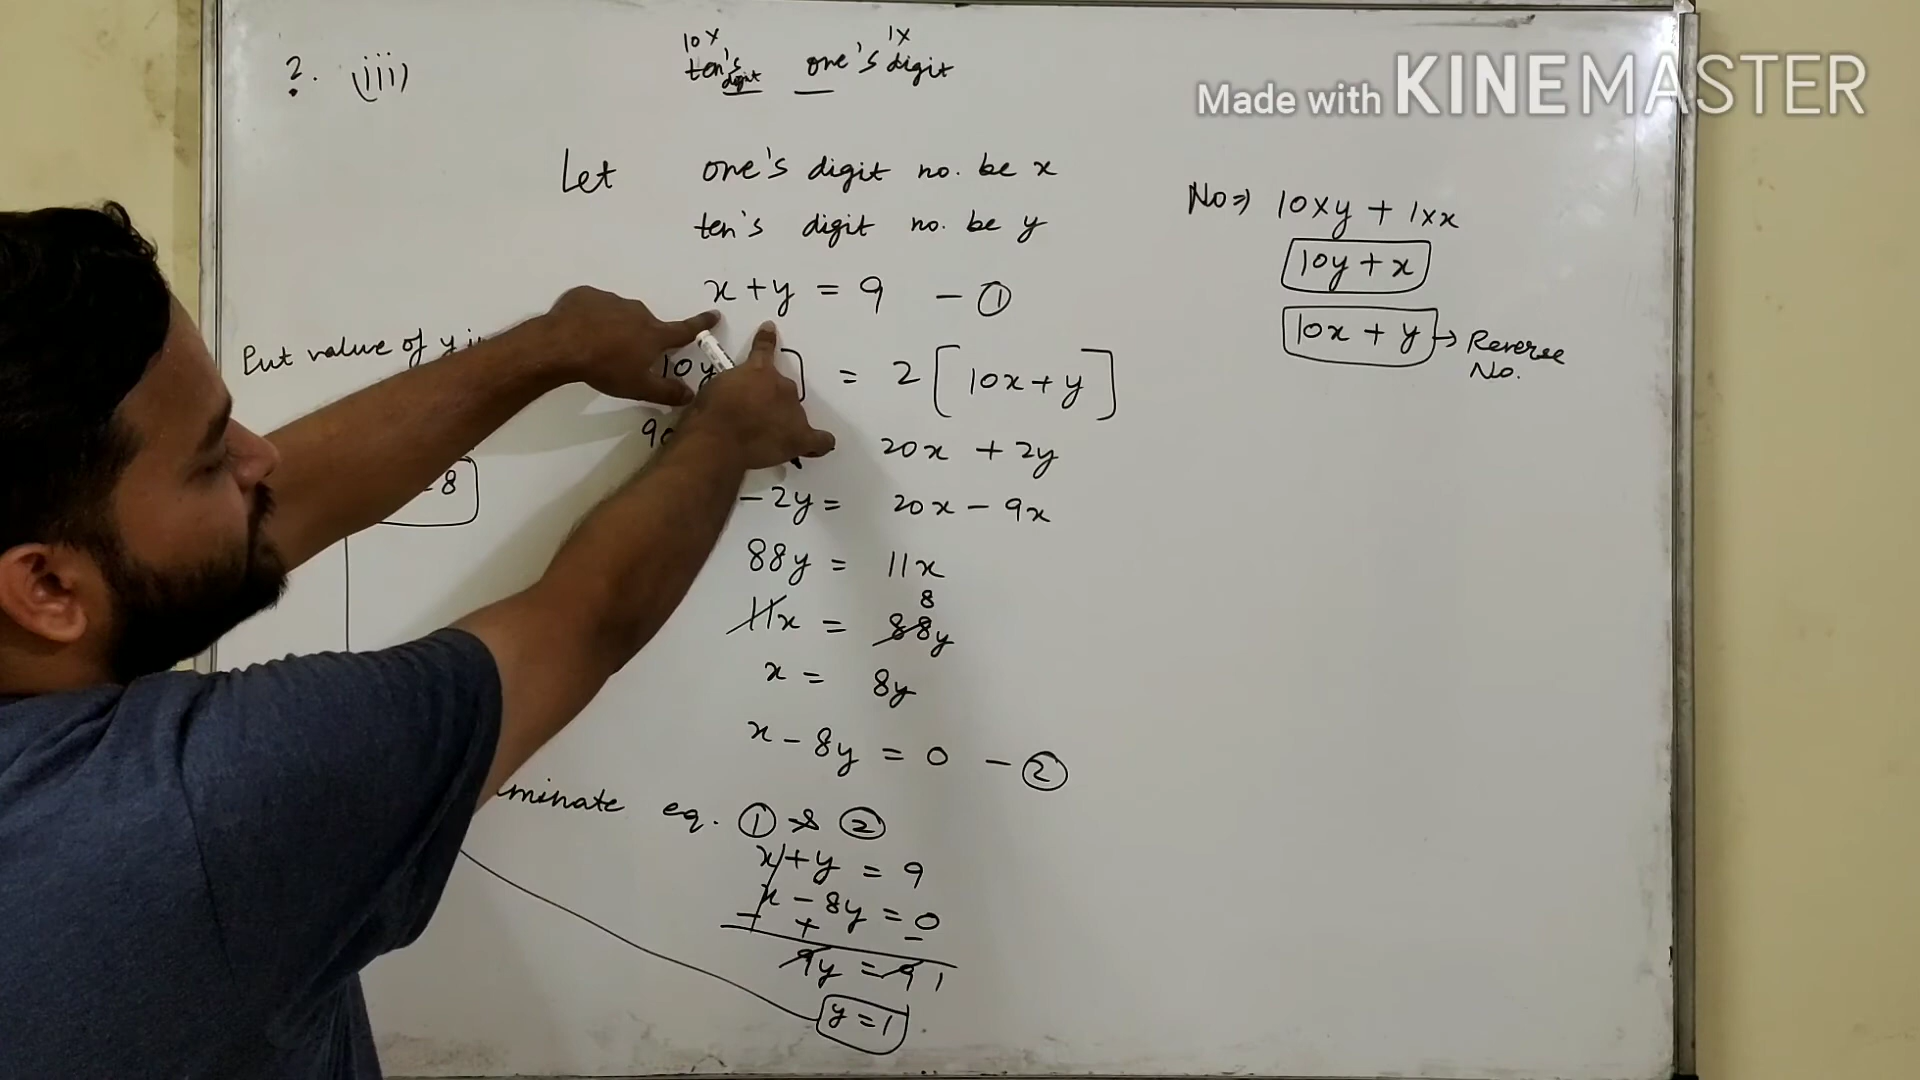 2. (iii)
10x 1x
ten's digit one's digit
Made with KINEMASTER
Let one's digit no. be x
ten's digit no. be y
x + y = 9 - ①
No ⇒ 10xy + 1xx
10y + x
10x + y → Reverse No.
Put value of y
10y ] = 2 [ 10x + y ]
90 20x + 2y
- 2y = 20x - 9x
88y = 11x
8
11x = 88y
x = 8y
x - 8y = 0 - ②
8
minate eq. ① & ②
x + y = 9
x - 8y = 0
- + -
9y = 9 1
y = 1